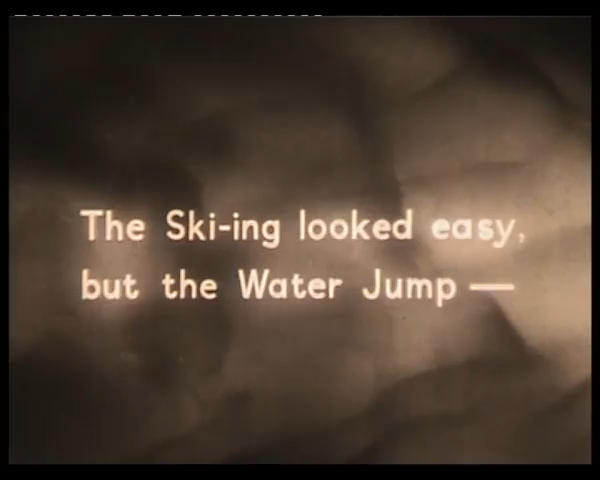 The Ski-ing looked easy,
but the Water Jump —